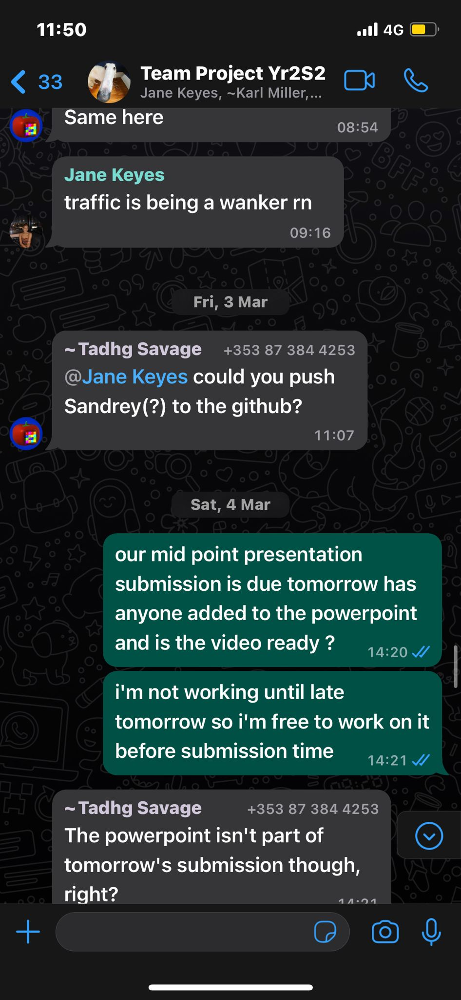 11:50
4G
33
Team Project Yr2S2
Jane Keyes, ~Karl Miller,...
Same here
08:54
Jane Keyes
traffic is being a wanker rn
09:16
Fri, 3 Mar
~Tadhg Savage +353 87 384 4253
@Jane Keyes could you push
Sandrey(?) to the github?
11:07
Sat, 4 Mar
our mid point presentation
submission is due tomorrow has
anyone added to the powerpoint
and is the video ready ?
14:20
i'm not working until late
tomorrow so i'm free to work on it
before submission time
14:21
~Tadhg Savage +353 87 384 4253
The powerpoint isn't part of
tomorrow's submission though,
right?
14:21